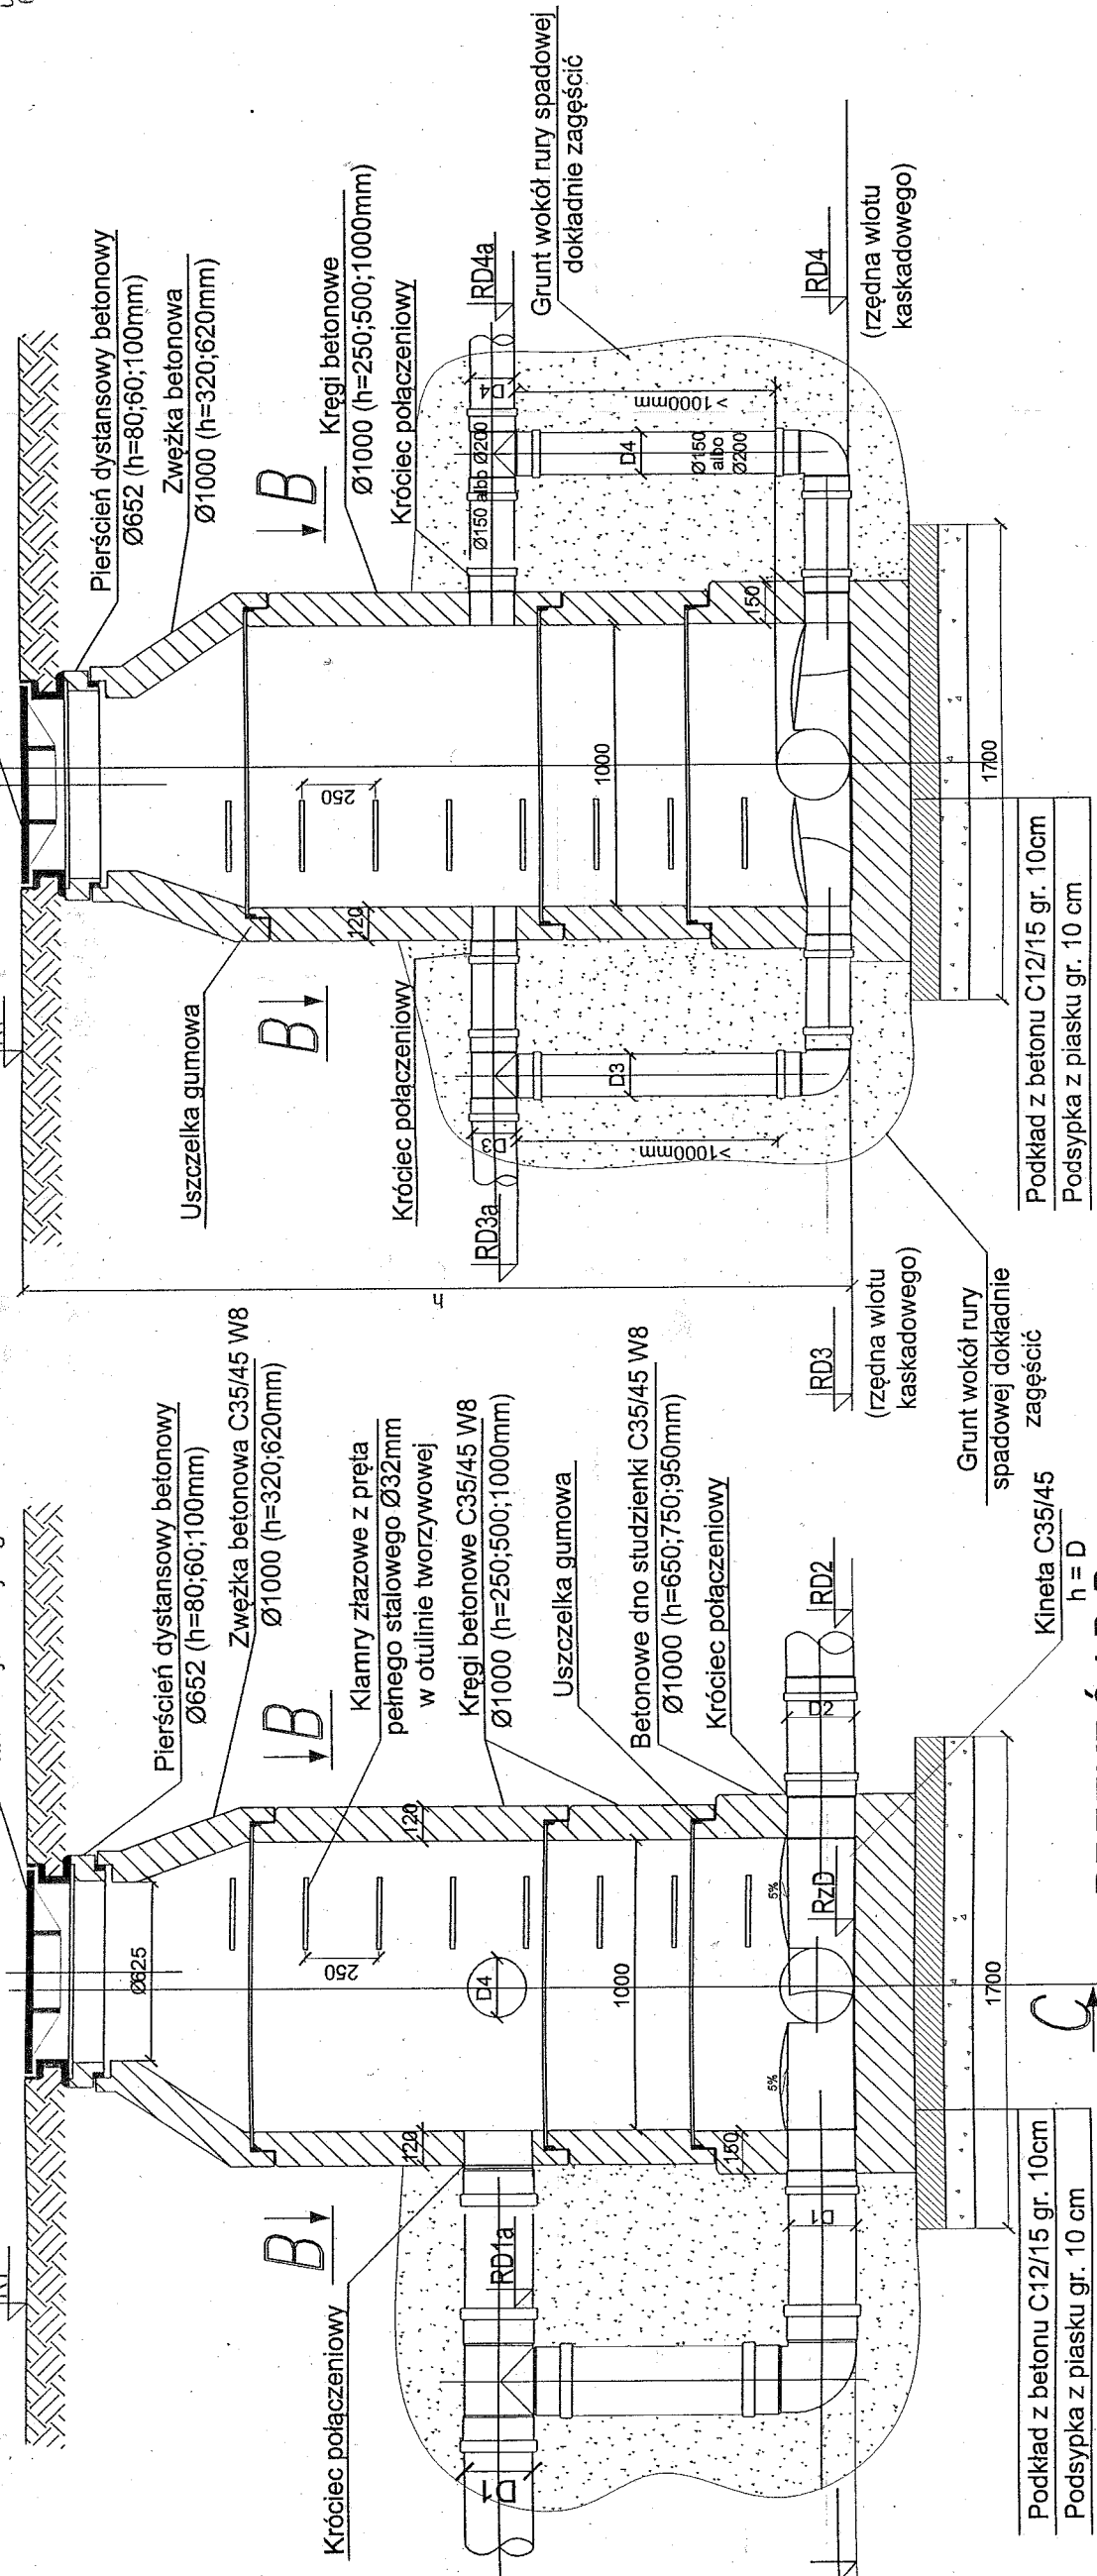 Pierścień dystansowy betonowy
Ø652 (h=80;60;100mm)
Zwężka betonowa C35/45 W8
Ø1000 (h=320;620mm)
Klamry złazowe z pręta
pełnego stalowego Ø32mm
w otulinie tworzywowej
Kręgi betonowe C35/45 W8
Ø1000 (h=250;500;1000mm)
Uszczelka gumowa
Betonowe dno studzienki C35/45 W8
Ø1000 (h=650;750;950mm)
Króciec połączeniowy
Króciec połączeniowy
B
B
Ø625
250
D4
120
120
1000
150
5%
5%
RzD
RD1a
D1
D1
D2
RD2
1700
Kineta C35/45
h = D
C
Podkład z betonu C12/15 gr. 10cm
Podsypka z piasku gr. 10 cm
Pierścień dystansowy betonowy
Ø652 (h=80;60;100mm)
Zwężka betonowa
Ø1000 (h=320;620mm)
Kręgi betonowe
Ø1000 (h=250;500;1000mm)
Króciec połączeniowy
Uszczelka gumowa
Króciec połączeniowy
B
B
h
250
120
1000
150
RD3a
D3
D3
>1000mm
RD4a
D4
Ø150 albo Ø200
D4
Ø150
albo
Ø200
>1000mm
Grunt wokół rury spadowej
dokładnie zagęścić
RD4
(rzędna wlotu
kaskadowego)
RD3
(rzędna wlotu
kaskadowego)
Grunt wokół rury
spadowej dokładnie
zagęścić
1700
Podkład z betonu C12/15 gr. 10cm
Podsypka z piasku gr. 10 cm